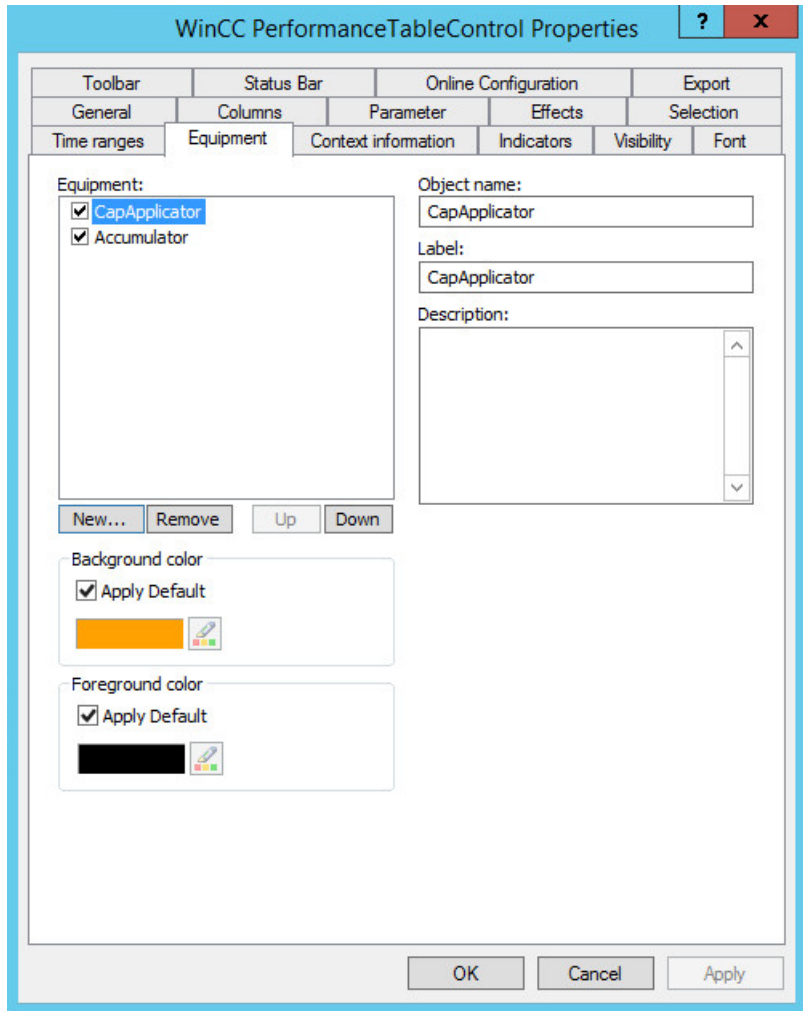 WinCC PerformanceTableControl Properties
? x
Toolbar Status Bar Online Configuration Export
General Columns Parameter Effects Selection
Time ranges Equipment Context information Indicators Visibility Font
Equipment:
CapApplicator
Accumulator
New... Remove Up Down
Background color
Apply Default
Foreground color
Apply Default
Object name:
CapApplicator
Label:
CapApplicator
Description:
OK Cancel Apply